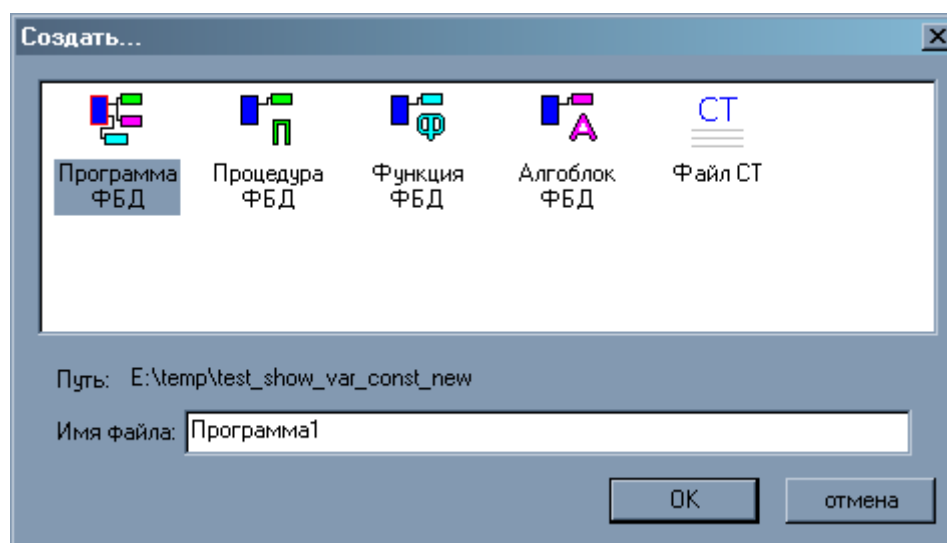 Создать...
Программа ФБД
Процедура ФБД
Функция ФБД
Алгоблок ФБД
СТ
Файл СТ
Путь: E:\temp\test_show_var_const_new
Имя файла: Программа1
OK
отмена